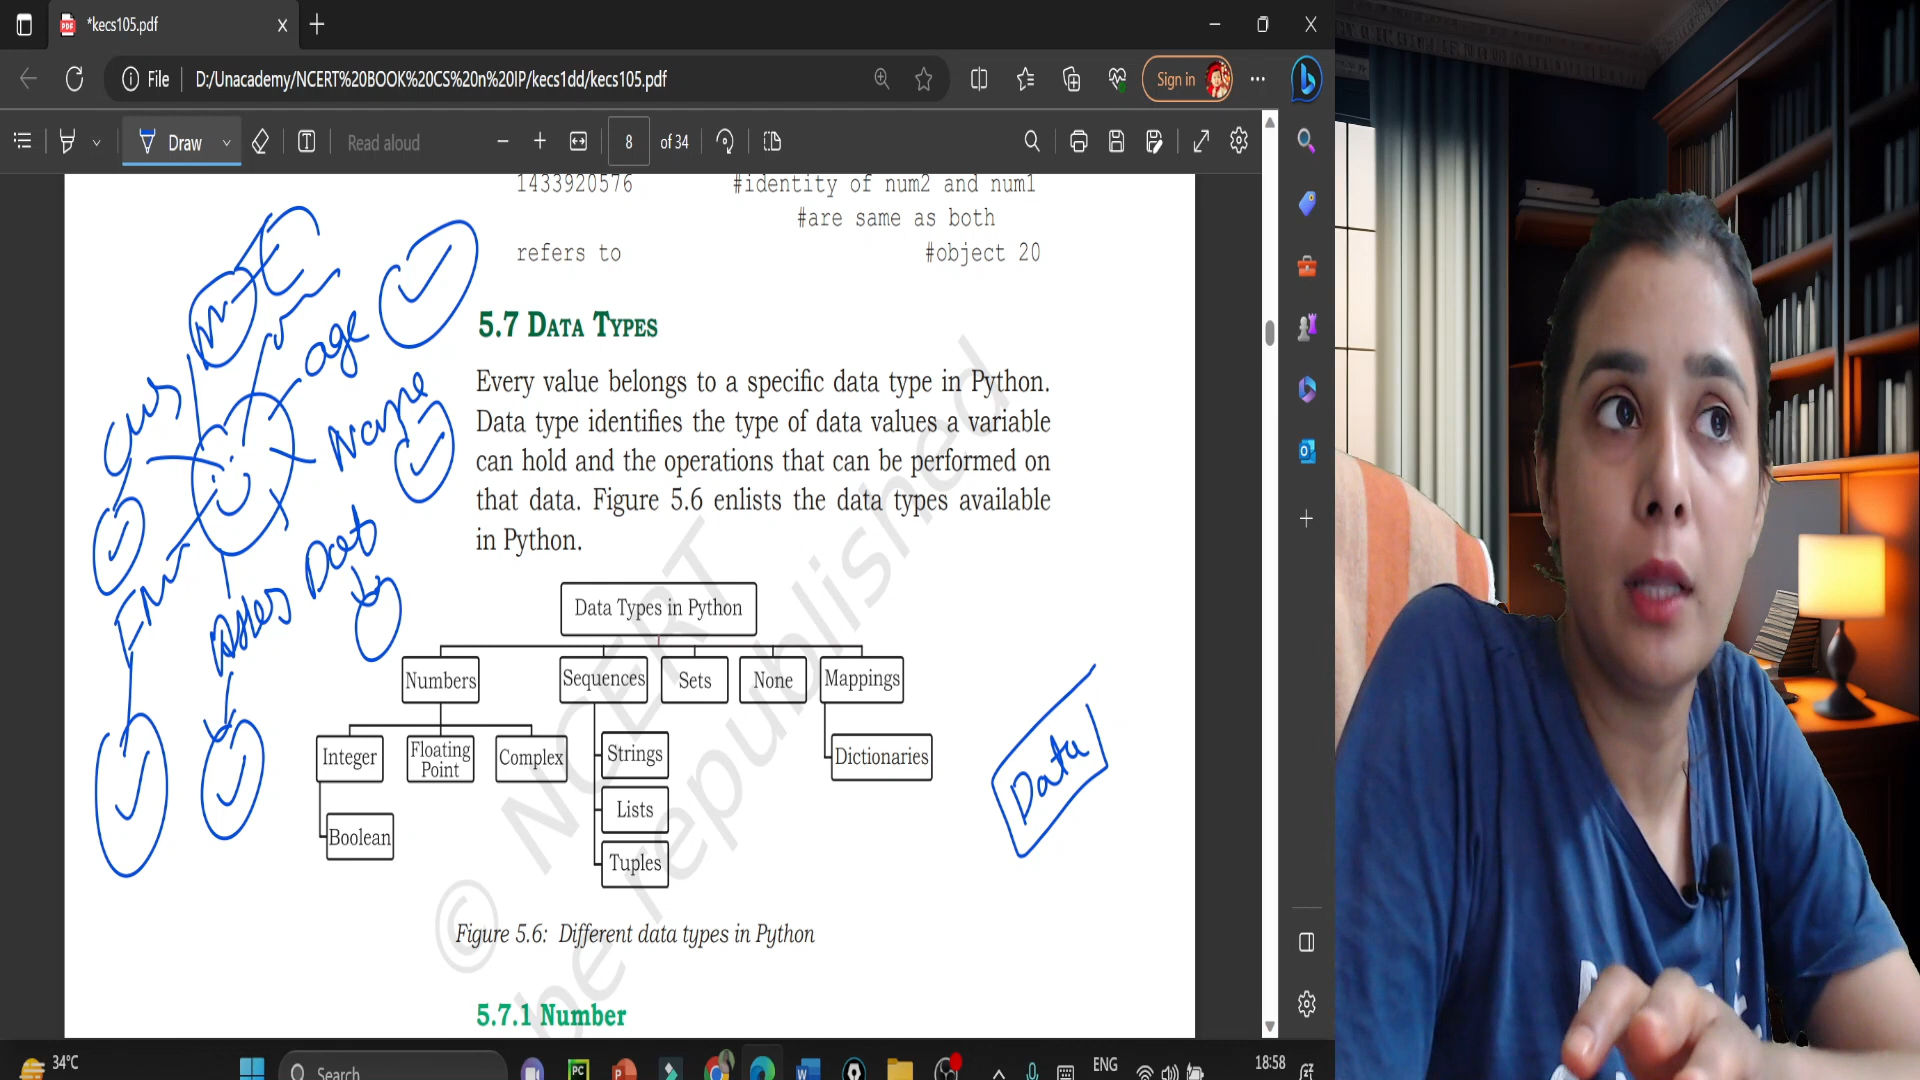 *kecs105.pdf
File D:/Unacademy/NCERT%20BOOK%20CS%20n%20IP/kecs1dd/kecs105.pdf
Sign in
Draw
Read aloud
8 of 34
1433920576 #identity of num2 and num1
#are same as both
refers to #object 20
5.7 DATA TYPES
Every value belongs to a specific data type in Python.
Data type identifies the type of data values a variable
can hold and the operations that can be performed on
that data. Figure 5.6 enlists the data types available
in Python.
Data Types in Python
Numbers Sequences Sets None Mappings
Integer Floating Point Complex Strings Dictionaries
Lists
Boolean
Tuples
Figure 5.6: Different data types in Python
5.7.1 Number
© NCERT
be republished
age
Name
Data
34°C
Search
ENG
18:58